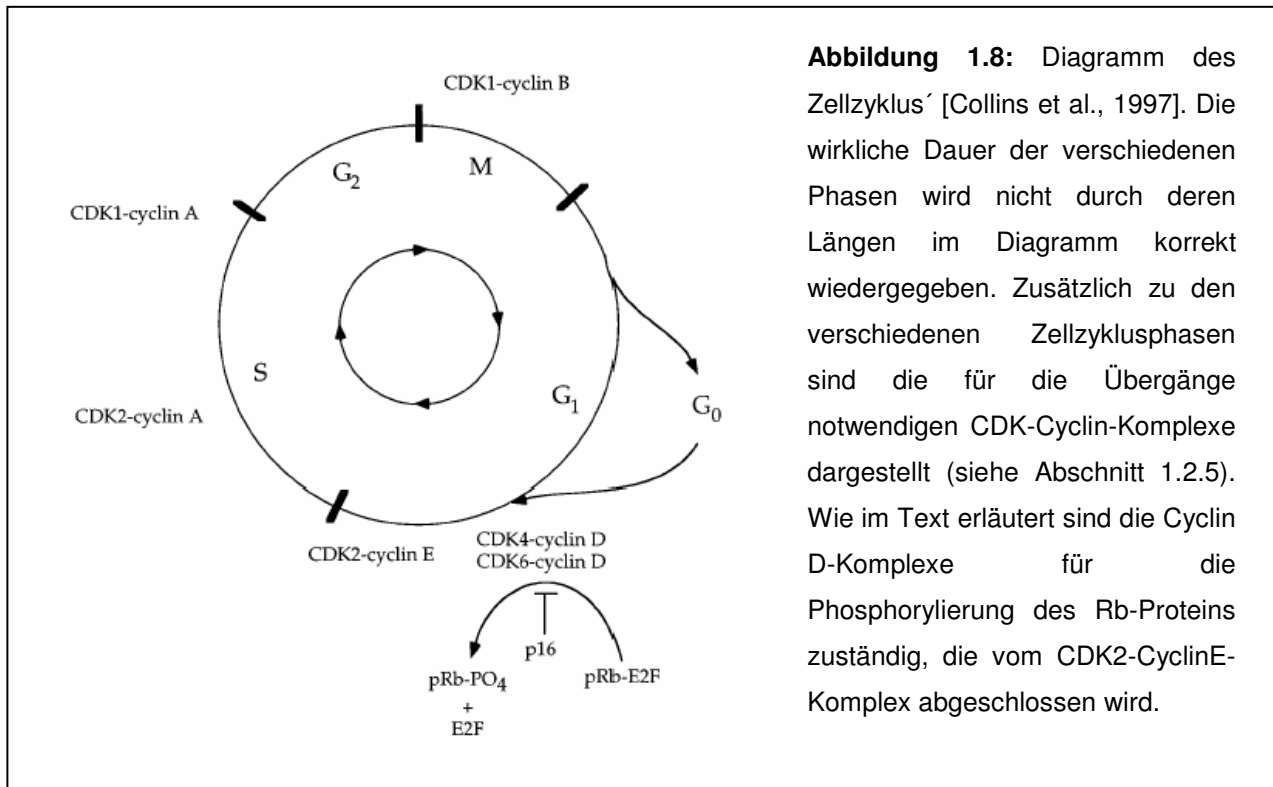 CDK1-cyclin B
M
G2
CDK1-cyclin A
S
CDK2-cyclin A
G1
G0
CDK2-cyclin E
CDK4-cyclin D
CDK6-cyclin D
p16
pRb-PO4
+
E2F
pRb-E2F
Abbildung 1.8: Diagramm des
Zellzyklus´ [Collins et al., 1997]. Die
wirkliche Dauer der verschiedenen
Phasen wird nicht durch deren
Längen im Diagramm korrekt
wiedergegeben. Zusätzlich zu den
verschiedenen Zellzyklusphasen
sind die für die Übergänge
notwendigen CDK-Cyclin-Komplexe
dargestellt (siehe Abschnitt 1.2.5).
Wie im Text erläutert sind die Cyclin
D-Komplexe für die
Phosphorylierung des Rb-Proteins
zuständig, die vom CDK2-CyclinE-
Komplex abgeschlossen wird.